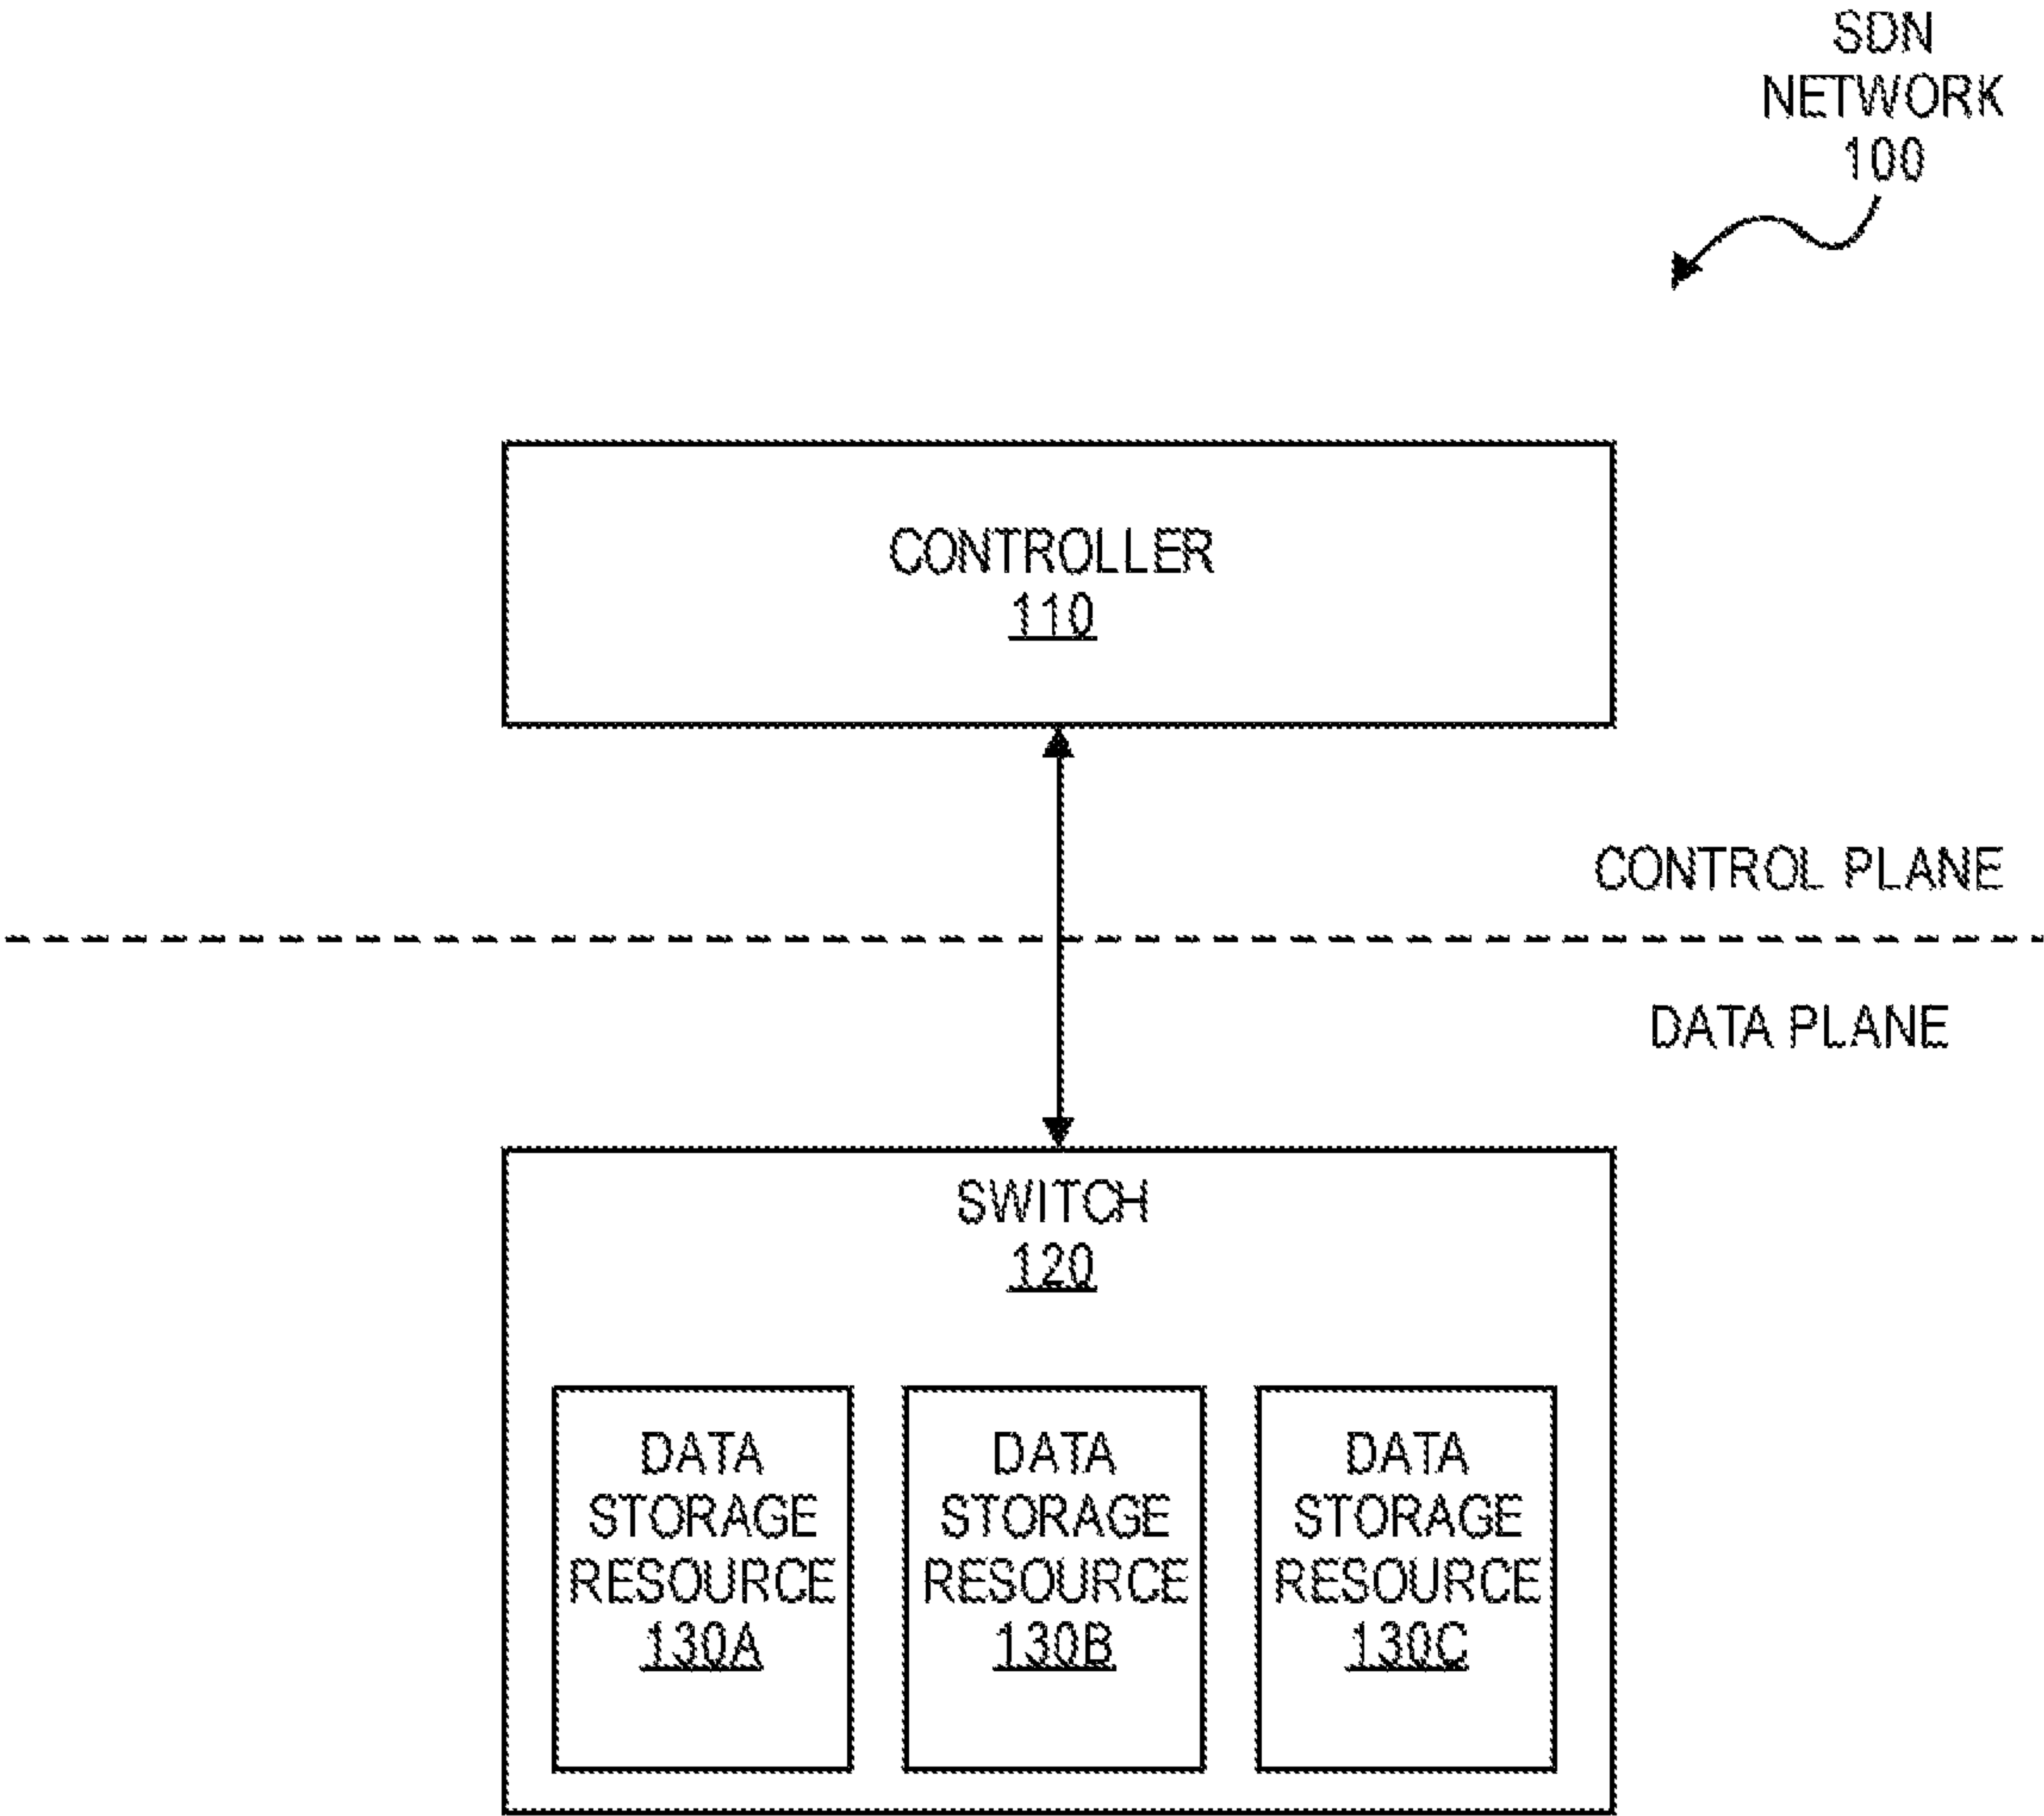 SDN
NETWORK
100
CONTROLLER
110
CONTROL PLANE
DATA PLANE
SWITCH
120
DATA
STORAGE
RESOURCE
130A
DATA
STORAGE
RESOURCE
130B
DATA
STORAGE
RESOURCE
130C